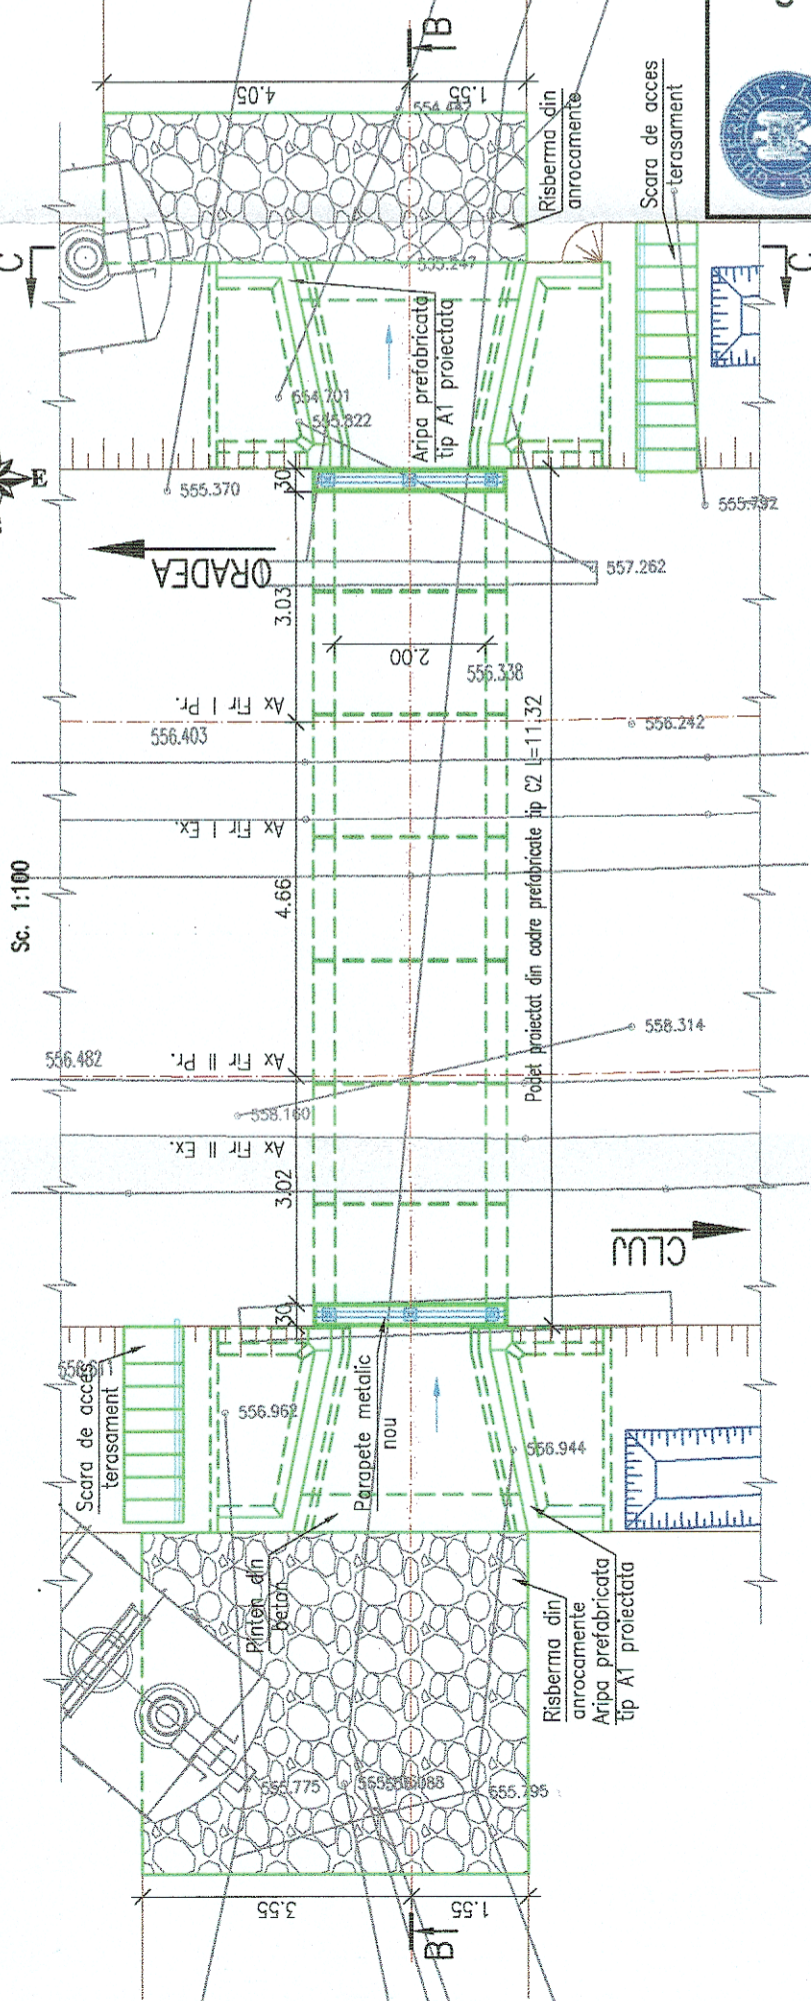 Sc. 1:100
C
C
B
B
E
4.05
1.55
554.442
Risberma din
anrocamente
Scara de acces
terasament
GUVERNUL
Aripa prefabricata
tip A1 proiectata
554.701
555.370
555.792
30
ORADEA
557.262
3.03
2.00
556.338
Ax Fir I Pr.
556.403
556.242
Ax Fir I Ex.
4.66
Podet proiectat din cadre prefabricate tip C2 L=11.32
556.482
Ax Fir II Pr.
558.314
558.160
Ax Fir II Ex.
3.02
CLUJ
30
Scara de acces
terasament
556.962
Parapete metalic
nou
556.944
Pinten din
beton
Risberma din
anrocamente
Aripa prefabricata
tip A1 proiectata
555.775
555.795
3.55
1.55